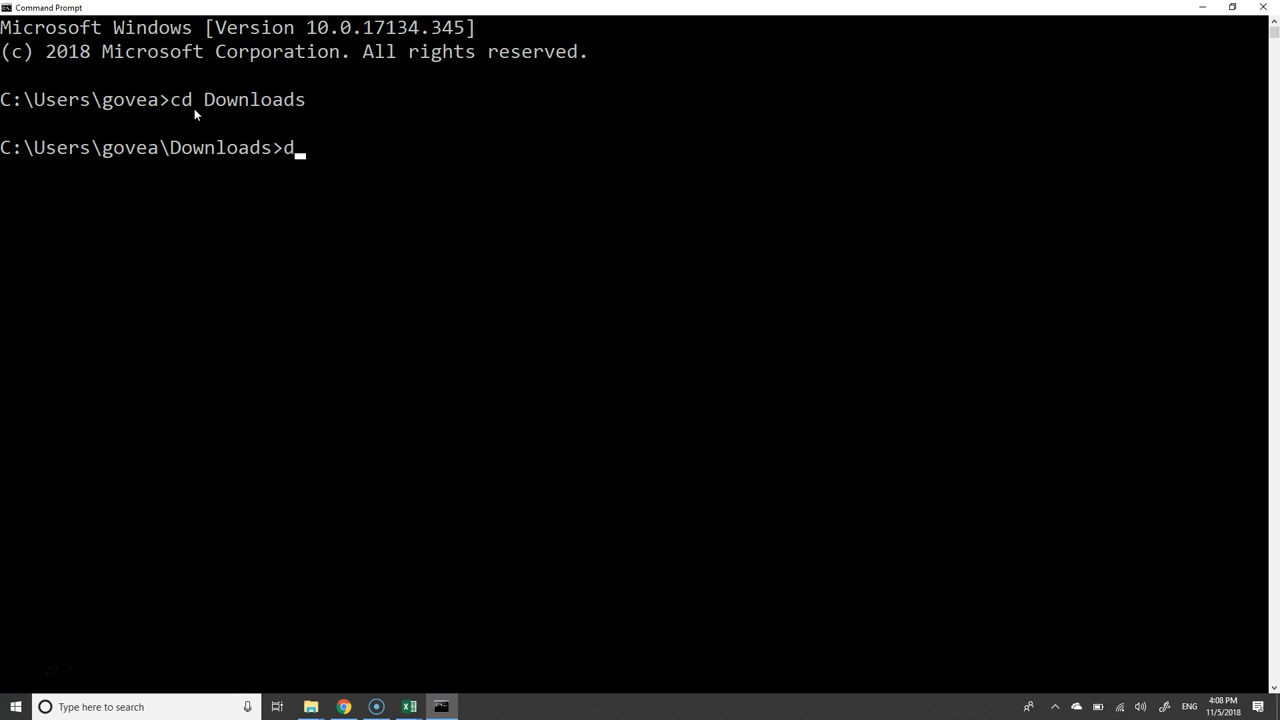 Command Prompt
Microsoft Windows [Version 10.0.17134.345]
(c) 2018 Microsoft Corporation. All rights reserved.
C:\Users\govea>cd Downloads
C:\Users\govea\Downloads>d_
Type here to search
ENG
4:08 PM
11/5/2018